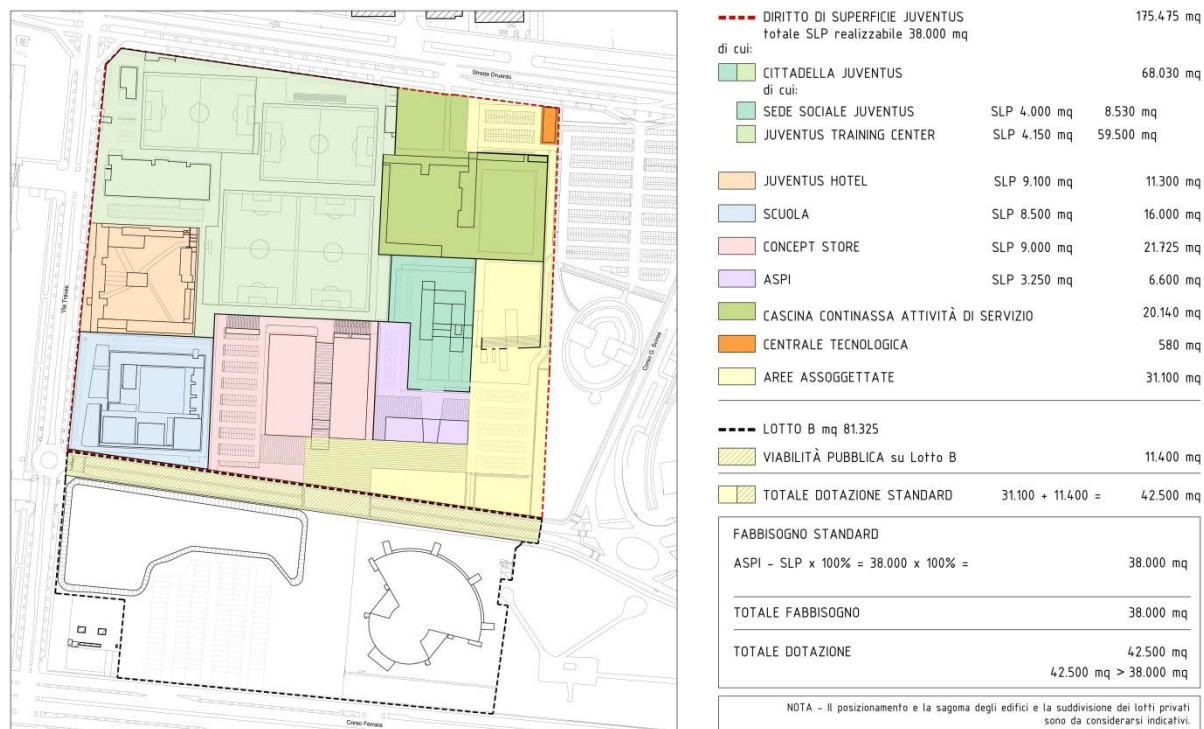 Strada Druento
Via Traves
Corso G. Scirea
Corso Ferrara
DIRITTO DI SUPERFICIE JUVENTUS 175.475 mq
totale SLP realizzabile 38.000 mq
di cui:
CITTADELLA JUVENTUS 68.030 mq
di cui:
SEDE SOCIALE JUVENTUS SLP 4.000 mq 8.530 mq
JUVENTUS TRAINING CENTER SLP 4.150 mq 59.500 mq
JUVENTUS HOTEL SLP 9.100 mq 11.300 mq
SCUOLA SLP 8.500 mq 16.000 mq
CONCEPT STORE SLP 9.000 mq 21.725 mq
ASPI SLP 3.250 mq 6.600 mq
CASCINA CONTINASSA ATTIVITÀ DI SERVIZIO 20.140 mq
CENTRALE TECNOLOGICA 580 mq
AREE ASSOGGETTATE 31.100 mq
LOTTO B mq 81.325
VIABILITÀ PUBBLICA su Lotto B 11.400 mq
TOTALE DOTAZIONE STANDARD 31.100 + 11.400 = 42.500 mq
FABBISOGNO STANDARD
ASPI - SLP x 100% = 38.000 x 100% = 38.000 mq
TOTALE FABBISOGNO 38.000 mq
TOTALE DOTAZIONE 42.500 mq
42.500 mq > 38.000 mq
NOTA - Il posizionamento e la sagoma degli edifici e la suddivisione dei lotti privati
sono da considerarsi indicativi.